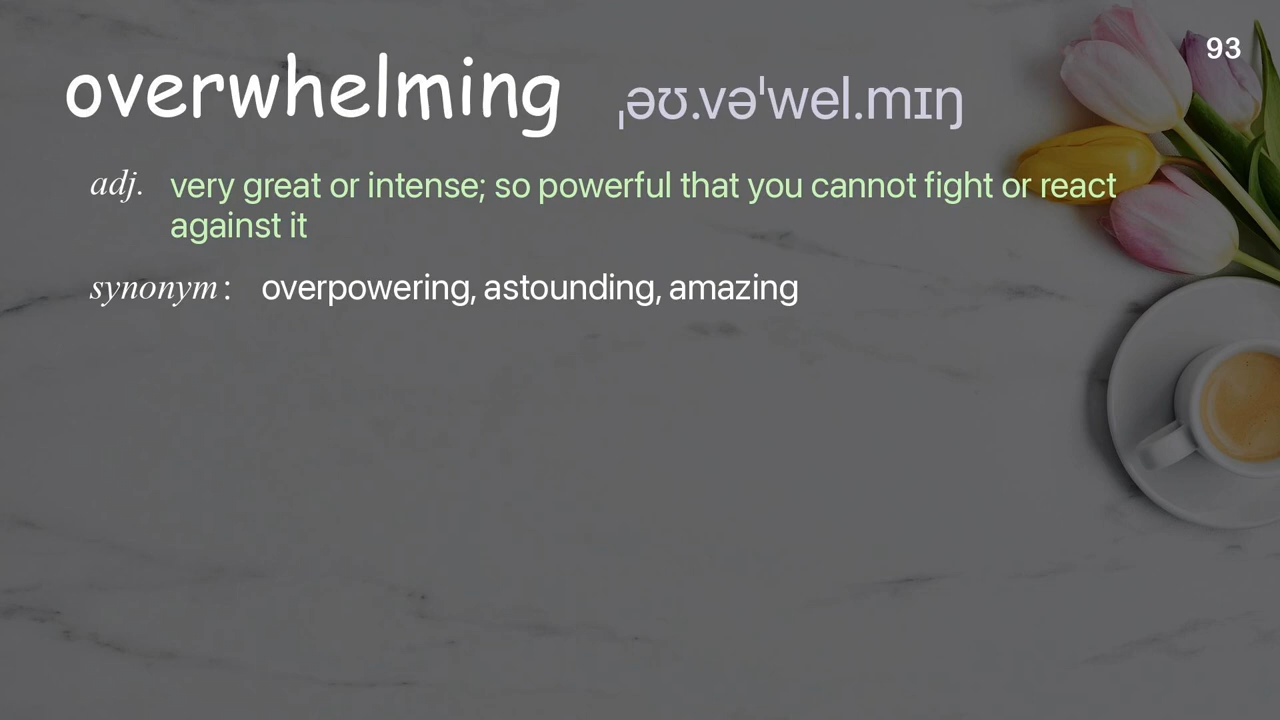 93
overwhelming ˌəʊ.vəˈwel.mɪŋ
adj. very great or intense; so powerful that you cannot fight or react
against it
synonym: overpowering, astounding, amazing